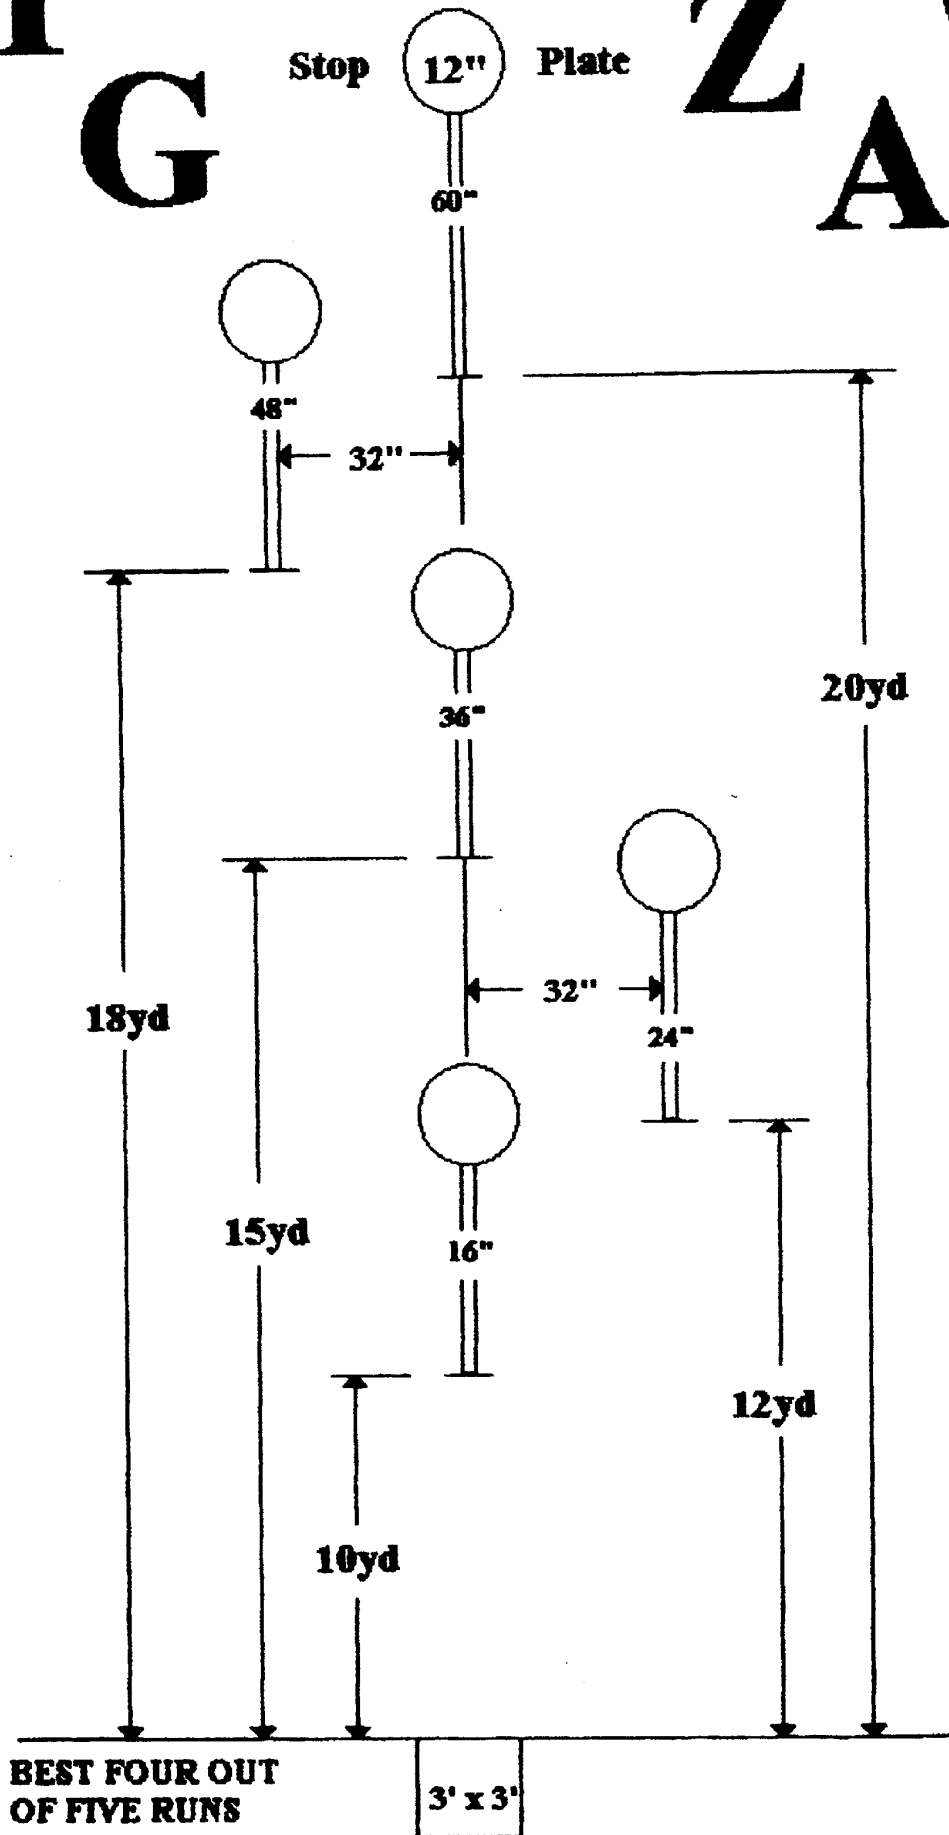 Z
Stop 12" Plate
G
A
60"
48"
32"
36"
20yd
32"
18yd
24"
15yd
16"
12yd
10yd
BEST FOUR OUT
OF FIVE RUNS
3' x 3'